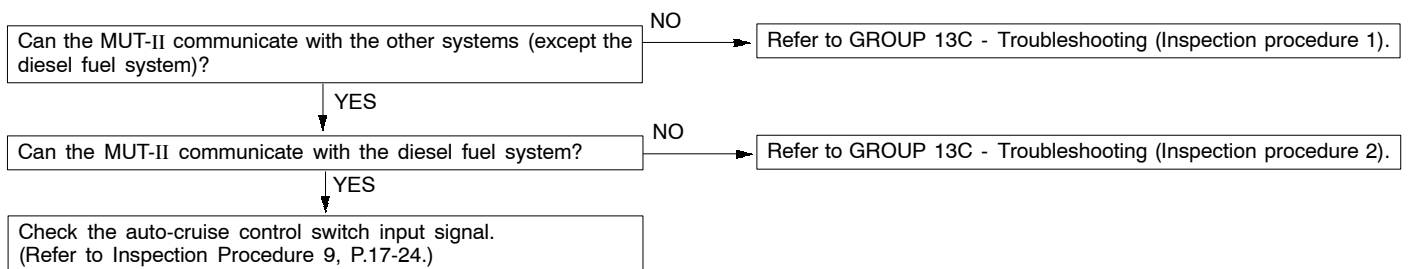 NO
Can the MUT-II communicate with the other systems (except the
diesel fuel system)?
Refer to GROUP 13C - Troubleshooting (Inspection procedure 1).
YES
NO
Can the MUT-II communicate with the diesel fuel system?
Refer to GROUP 13C - Troubleshooting (Inspection procedure 2).
YES
Check the auto-cruise control switch input signal.
(Refer to Inspection Procedure 9, P.17-24.)